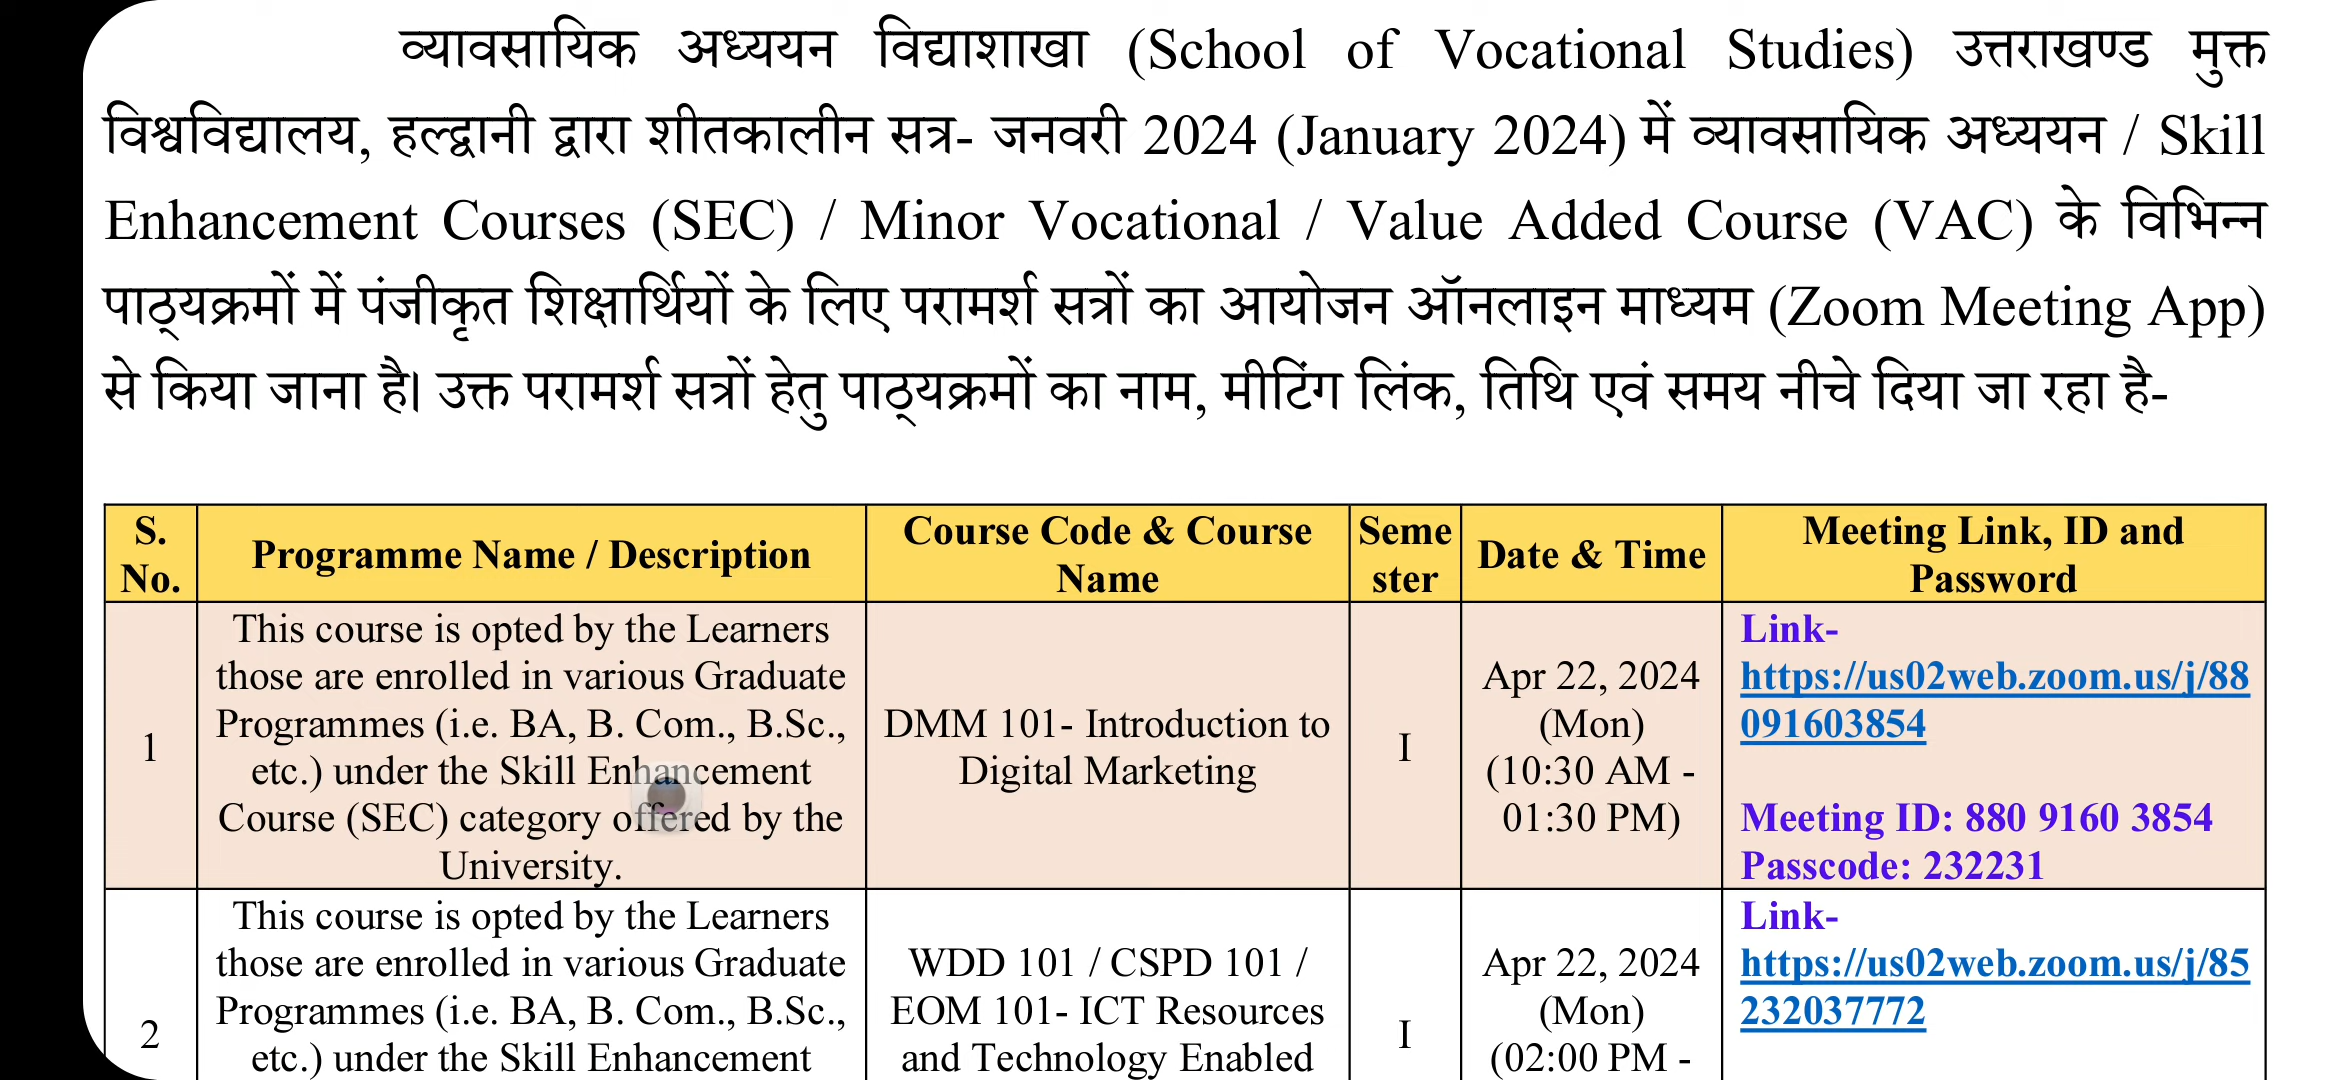 व्यावसायिक अध्ययन विद्याशाखा (School of Vocational Studies) उत्तराखण्ड मुक्त
विश्वविद्यालय, हल्द्वानी द्वारा शीतकालीन सत्र- जनवरी 2024 (January 2024) में व्यावसायिक अध्ययन / Skill
Enhancement Courses (SEC) / Minor Vocational / Value Added Course (VAC) के विभिन्न
पाठ्यक्रमों में पंजीकृत शिक्षार्थियों के लिए परामर्श सत्रों का आयोजन ऑनलाइन माध्यम (Zoom Meeting App)
से किया जाना है। उक्त परामर्श सत्रों हेतु पाठ्यक्रमों का नाम, मीटिंग लिंक, तिथि एवं समय नीचे दिया जा रहा है-
S.
No.
Programme Name / Description
Course Code & Course
Name
Seme
ster
Date & Time
Meeting Link, ID and
Password
1
This course is opted by the Learners
those are enrolled in various Graduate
Programmes (i.e. BA, B. Com., B.Sc.,
etc.) under the Skill Enhancement
Course (SEC) category offered by the
University.
DMM 101- Introduction to
Digital Marketing
I
Apr 22, 2024
(Mon)
(10:30 AM -
01:30 PM)
Link-
https://us02web.zoom.us/j/88
091603854
Meeting ID: 880 9160 3854
Passcode: 232231
2
This course is opted by the Learners
those are enrolled in various Graduate
Programmes (i.e. BA, B. Com., B.Sc.,
etc.) under the Skill Enhancement
WDD 101 / CSPD 101 /
EOM 101- ICT Resources
and Technology Enabled
I
Apr 22, 2024
(Mon)
(02:00 PM -
Link-
https://us02web.zoom.us/j/85
232037772